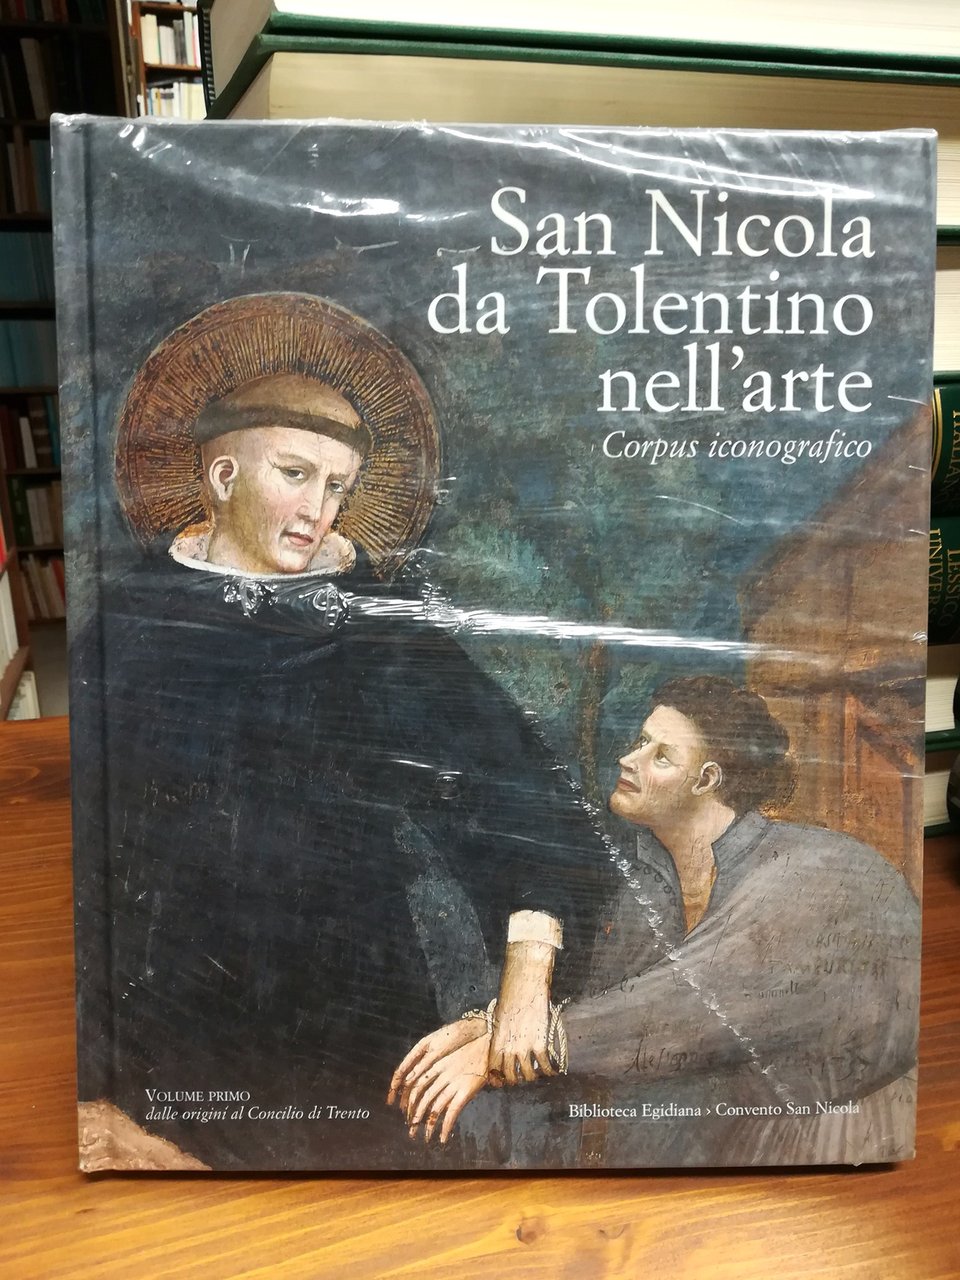 San Nicola
da Tolentino
nell'arte
Corpus iconografico
VOLUME PRIMO
dalle origini al Concilio di Trento
Biblioteca Egidiana › Convento San Nicola
LESSICO